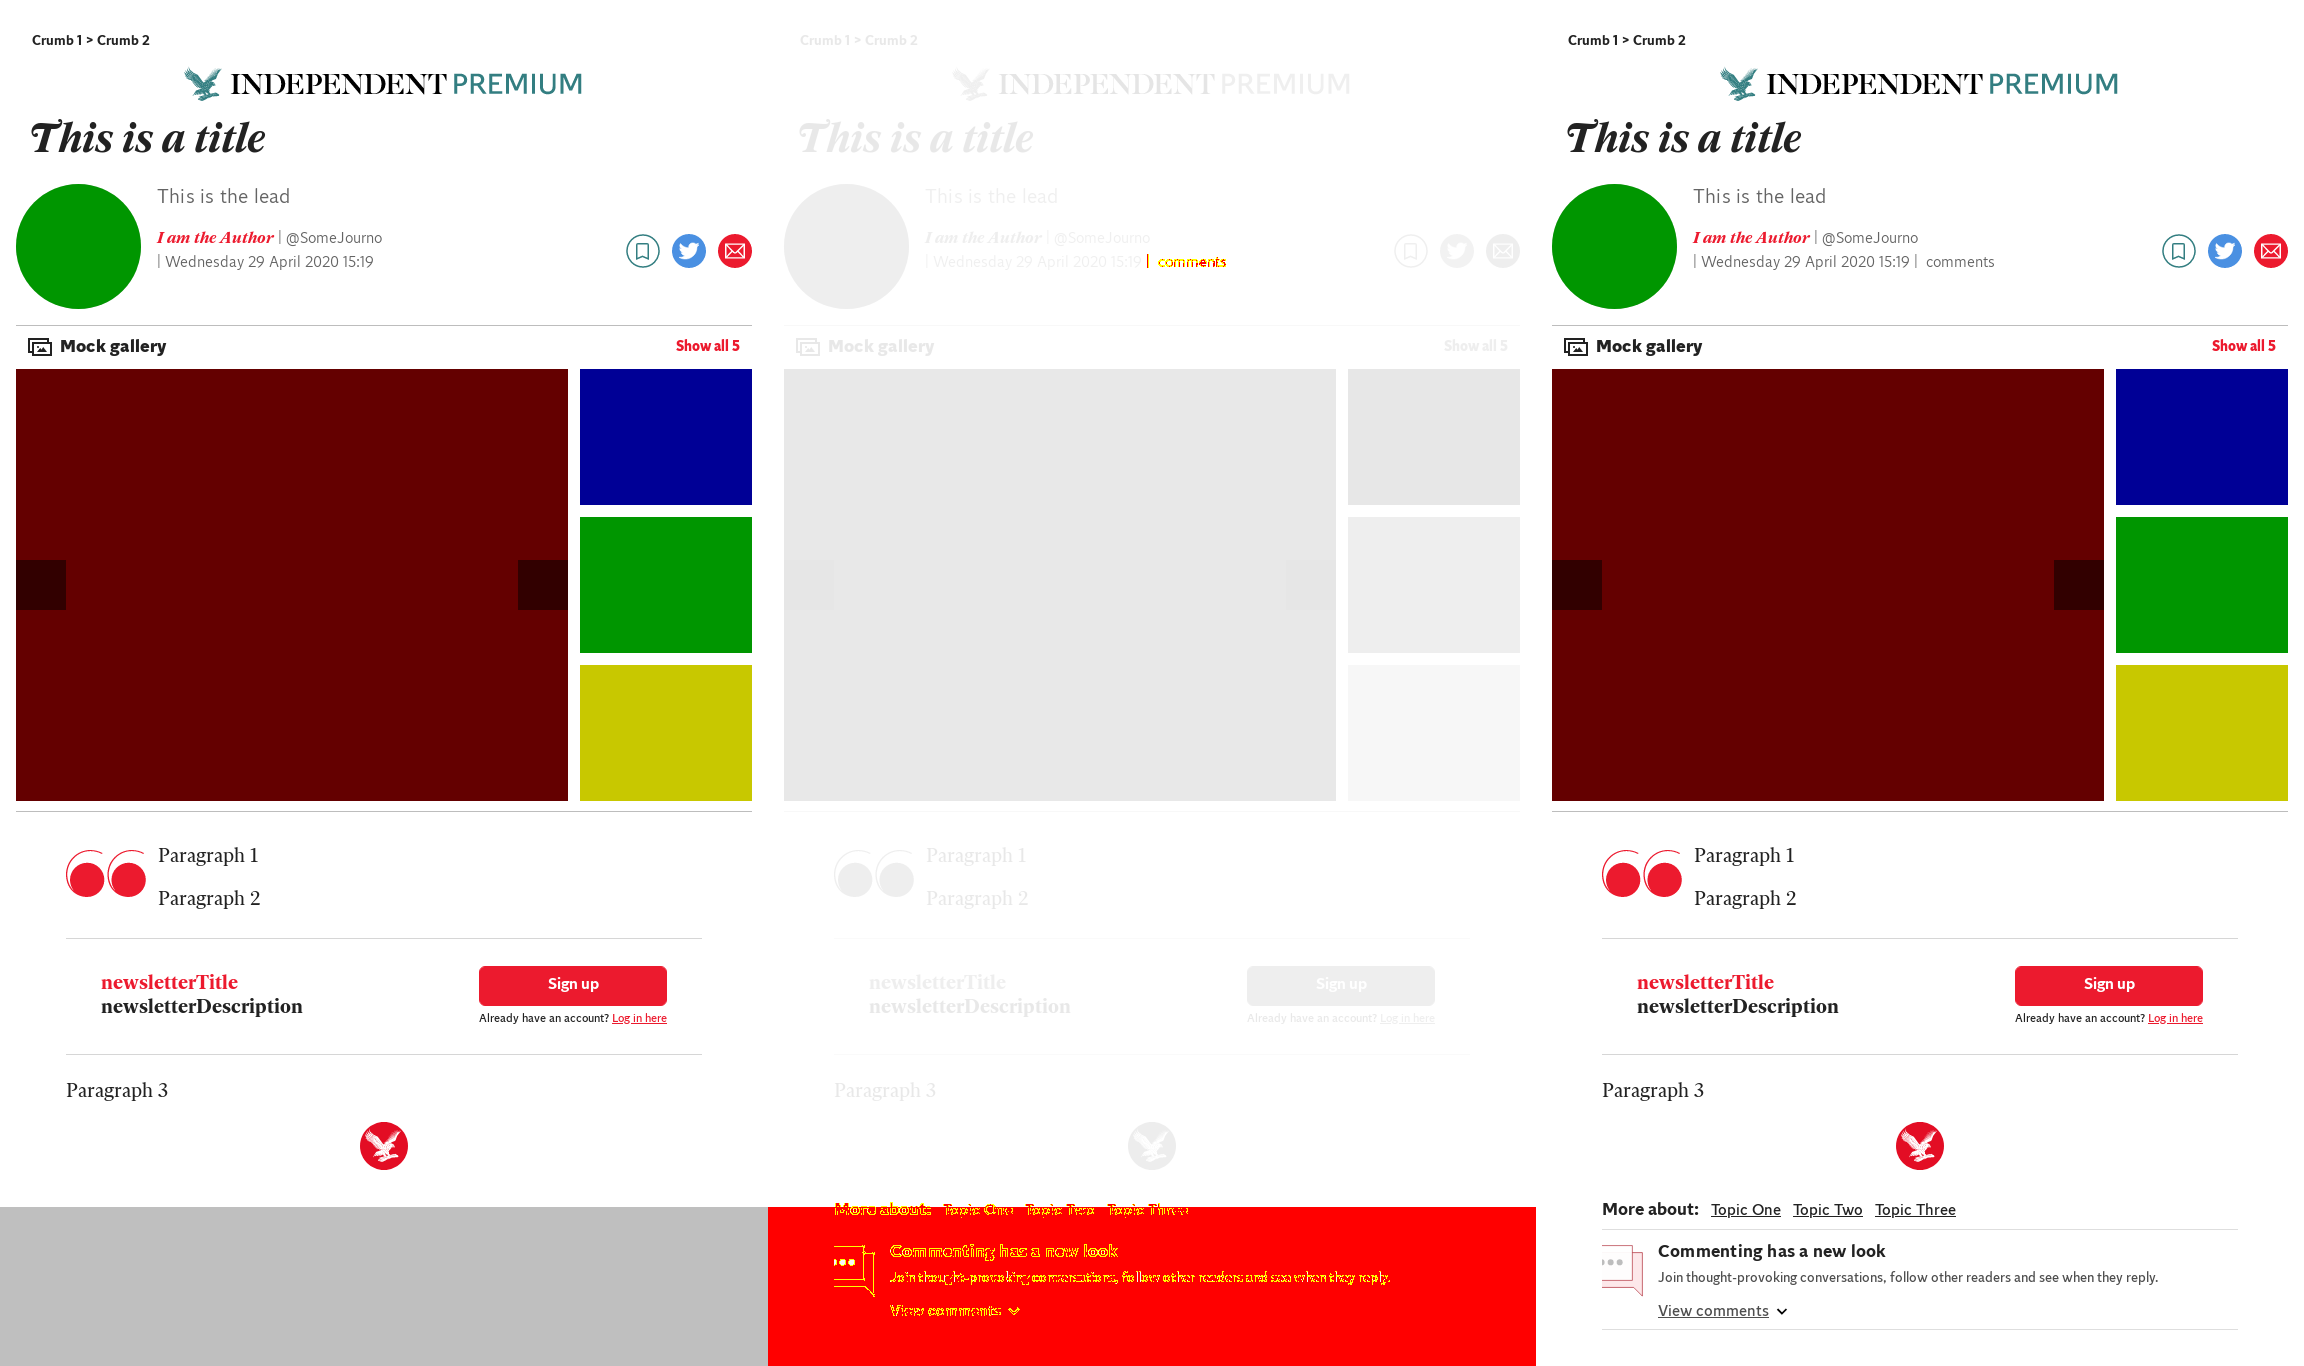 Crumb 1 > Crumb 2
INDEPENDENT PREMIUM
This is a title
This is the lead
I am the Author | @SomeJourno
| Wednesday 29 April 2020 15:19
Mock gallery
Show all 5
Paragraph 1
Paragraph 2
newsletterTitle
newsletterDescription
Sign up
Already have an account? Log in here
Paragraph 3
Crumb 1 > Crumb 2
INDEPENDENT PREMIUM
This is a title
This is the lead
I am the Author | @SomeJourno
| Wednesday 29 April 2020 15:19 | comments
Mock gallery
Show all 5
Paragraph 1
Paragraph 2
newsletterTitle
newsletterDescription
Sign up
Already have an account? Log in here
Paragraph 3
More about: Topic One Topic Two Topic Three
Commenting has a new look
Join thought-provoking conversations, follow other readers and see when they reply.
View comments
Crumb 1 > Crumb 2
INDEPENDENT PREMIUM
This is a title
This is the lead
I am the Author | @SomeJourno
| Wednesday 29 April 2020 15:19 | comments
Mock gallery
Show all 5
Paragraph 1
Paragraph 2
newsletterTitle
newsletterDescription
Sign up
Already have an account? Log in here
Paragraph 3
More about: Topic One Topic Two Topic Three
Commenting has a new look
Join thought-provoking conversations, follow other readers and see when they reply.
View comments